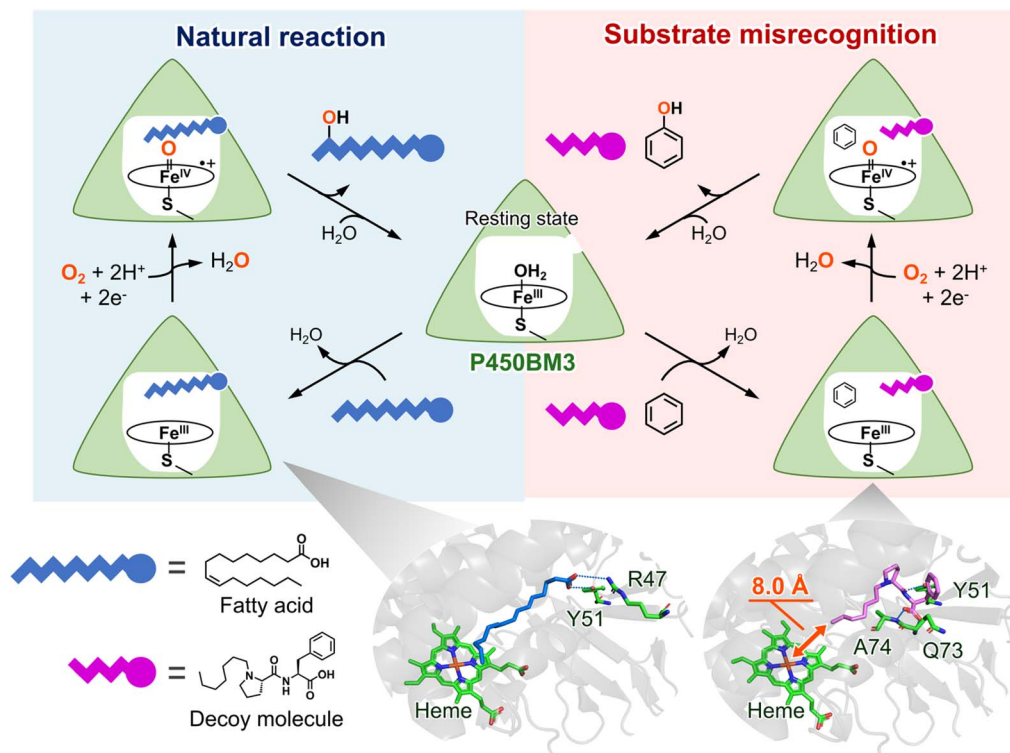 Natural reaction
Substrate misrecognition
O
Fe^IV •+
S
OH
H₂O
O₂ + 2H⁺
+ 2e⁻
H₂O
Fe^III
S
H₂O
Resting state
OH₂
Fe^III
S
P450BM3
OH
H₂O
H₂O
O
Fe^IV •+
S
H₂O
O₂ + 2H⁺
+ 2e⁻
Fe^III
S
=
O
OH
Fatty acid
=
N
O
N
H
O
OH
Decoy molecule
R47
Y51
Heme
8.0 Å
Y51
A74
Q73
Heme